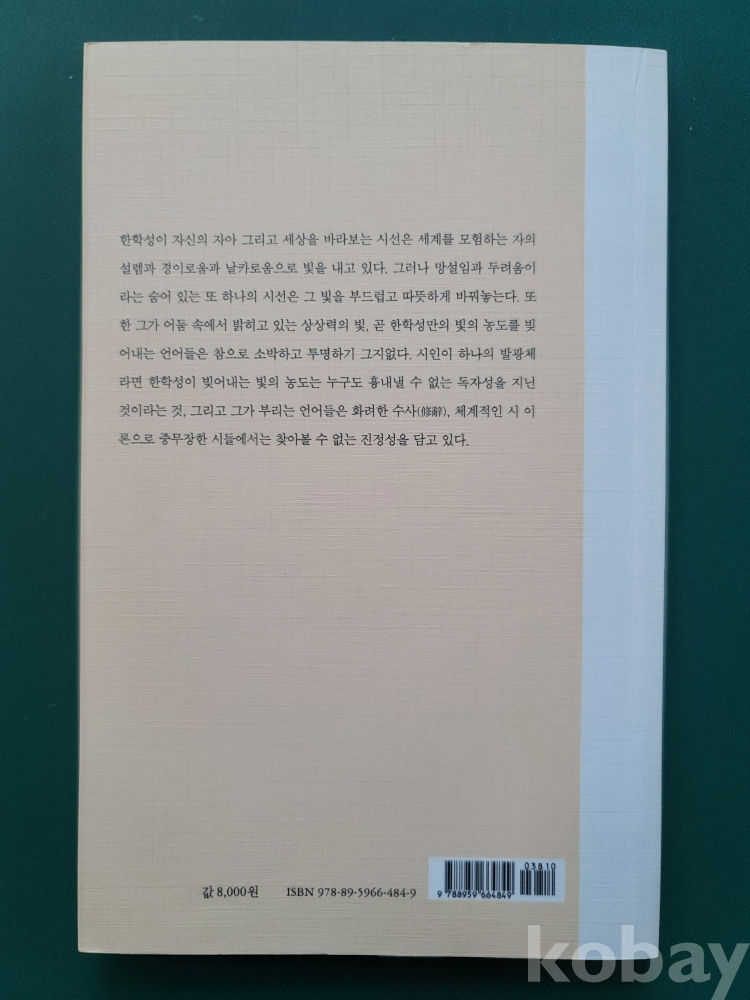 한학성이 자신의 자아 그리고 세상을 바라보는 시선은 세계를 모험하는 자의
설렘과 경이로움과 날카로움으로 빛을 내고 있다. 그러나 망설임과 두려움이
라는 숨어 있는 또 하나의 시선은 그 빛을 부드럽고 따뜻하게 바꿔놓는다. 또
한 그가 어둠 속에서 밝히고 있는 상상력의 빛, 곧 한학성만의 빛의 농도를 빚
어내는 언어들은 참으로 소박하고 투명하기 그지없다. 시인이 하나의 발광체
라면 한학성이 빚어내는 빛의 농도는 누구도 흉내낼 수 없는 독자성을 지닌
것이라는 것, 그리고 그가 부리는 언어들은 화려한 수사(修辭), 체계적인 시 이
론으로 중무장한 시들에서는 찾아볼 수 없는 진정성을 담고 있다.
03810
값 8,000원 ISBN 978-89-5966-484-9
9 788959 664849
kobay